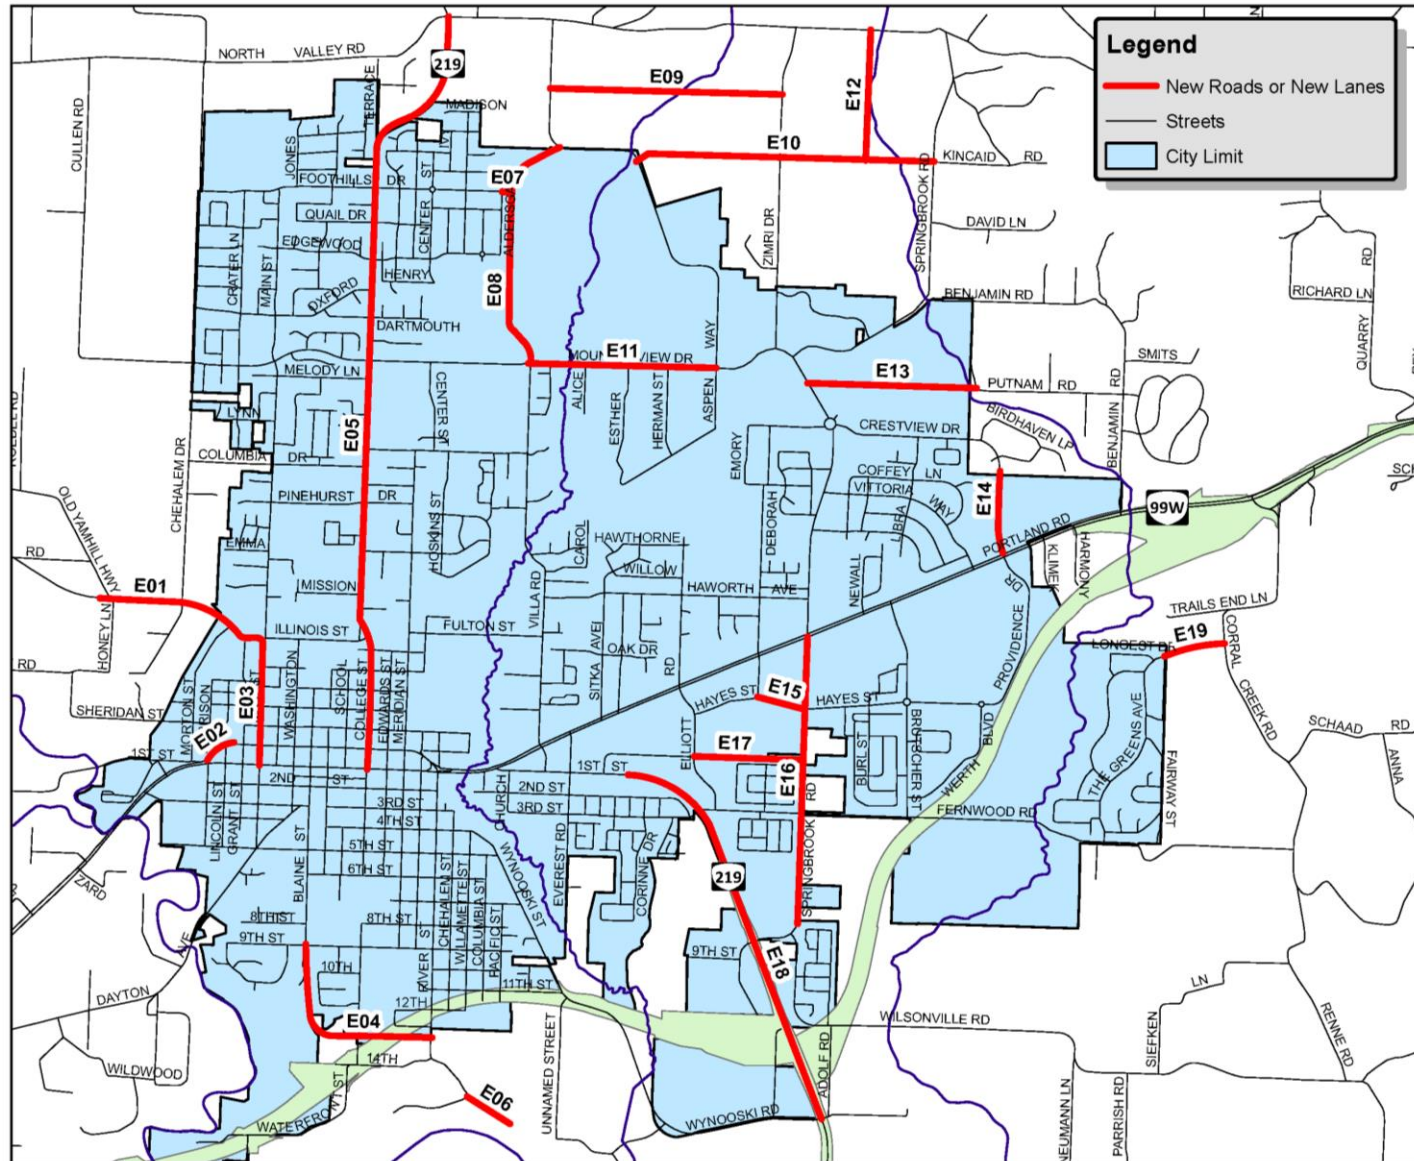 Legend
New Roads or New Lanes
Streets
City Limit
NORTH VALLEY RD
219
E09
E12
CULLEN RD
TERRACE
MADISON
JONES
E10
KINCAID RD
FOOTHILLS DR
CENTER ST
E07
SPRINGBROOK RD
QUAIL DR
DAVID LN
EDGEWOOD
ZIMRI DR
CRATER LN
MAIN ST
HENRY
E08
OXFORD
BENJAMIN RD
RICHARD LN
QUARRY RD
DARTMOUTH
WAY
E11
SMITS
MELODY LN
E13
PUTNAM RD
CENTER ST
ALICE
ESTHER
HERMAN ST
ASPEN
BENJAMIN RD
LYNN
E05
BIRDHAVEN LP
CRESTVIEW DR
COLUMBIA DR
EMORY
COFFEY LN
CHEHALEM DR
VITTORIA WAY
E14
OLD YAMHILL HWY
PINEHURST DR
HOSKINS ST
DEBORAH
LIBRA
99W
EMMA
CAROL
HAWTHORNE
PORTLAND RD
RD
WILLOW
KLIMEK
HARMONY
E01
MISSION
VILLA RD
HAWORTH AVE
NEWALL
DR
TRAILS END LN
HONEY LN
ILLINOIS ST
FULTON ST
OAK DR
PROVIDENCE
E19
CORRAL CREEK RD
RD
WASHINGTON
SCHOOL
COLLEGE ST
EDWARDS ST
MERIDIAN ST
SITKA
RD
E15
E03
HAYES ST
HAYES ST
SHERIDAN ST
MORTON ST
E02
ELLIOTT
SCHAAD RD
1ST ST
E17
BURL ST
BRUTSCHER ST
BLVD
THE GREENS AVE
ANNA
1ST ST
2ND ST
E16
WERTH
2ND ST
LINCOLN ST
GRANT ST
3RD ST
CHURCH
3RD ST
FERNWOOD RD
FAIRWAY ST
4TH ST
BLAINE ST
5TH ST
SPRINGBROOK RD
6TH ST
WYNOOSKI ST
EVEREST RD
CORINNE DR
219
8TH ST
CHEHALEM ST
WILLAMETTE ST
COLUMBIA ST
PACIFIC ST
9TH ST
9TH ST
E18
10TH
RIVER ST
11TH ST
DAYTON AVE
12TH
LN
E04
WILSONVILLE RD
SIEFKEN
RENNE RD
14TH
WILDWOOD
UNNAMED STREET
ADOLF RD
E06
NEUMANN LN
PARRISH RD
WYNOOSKI RD